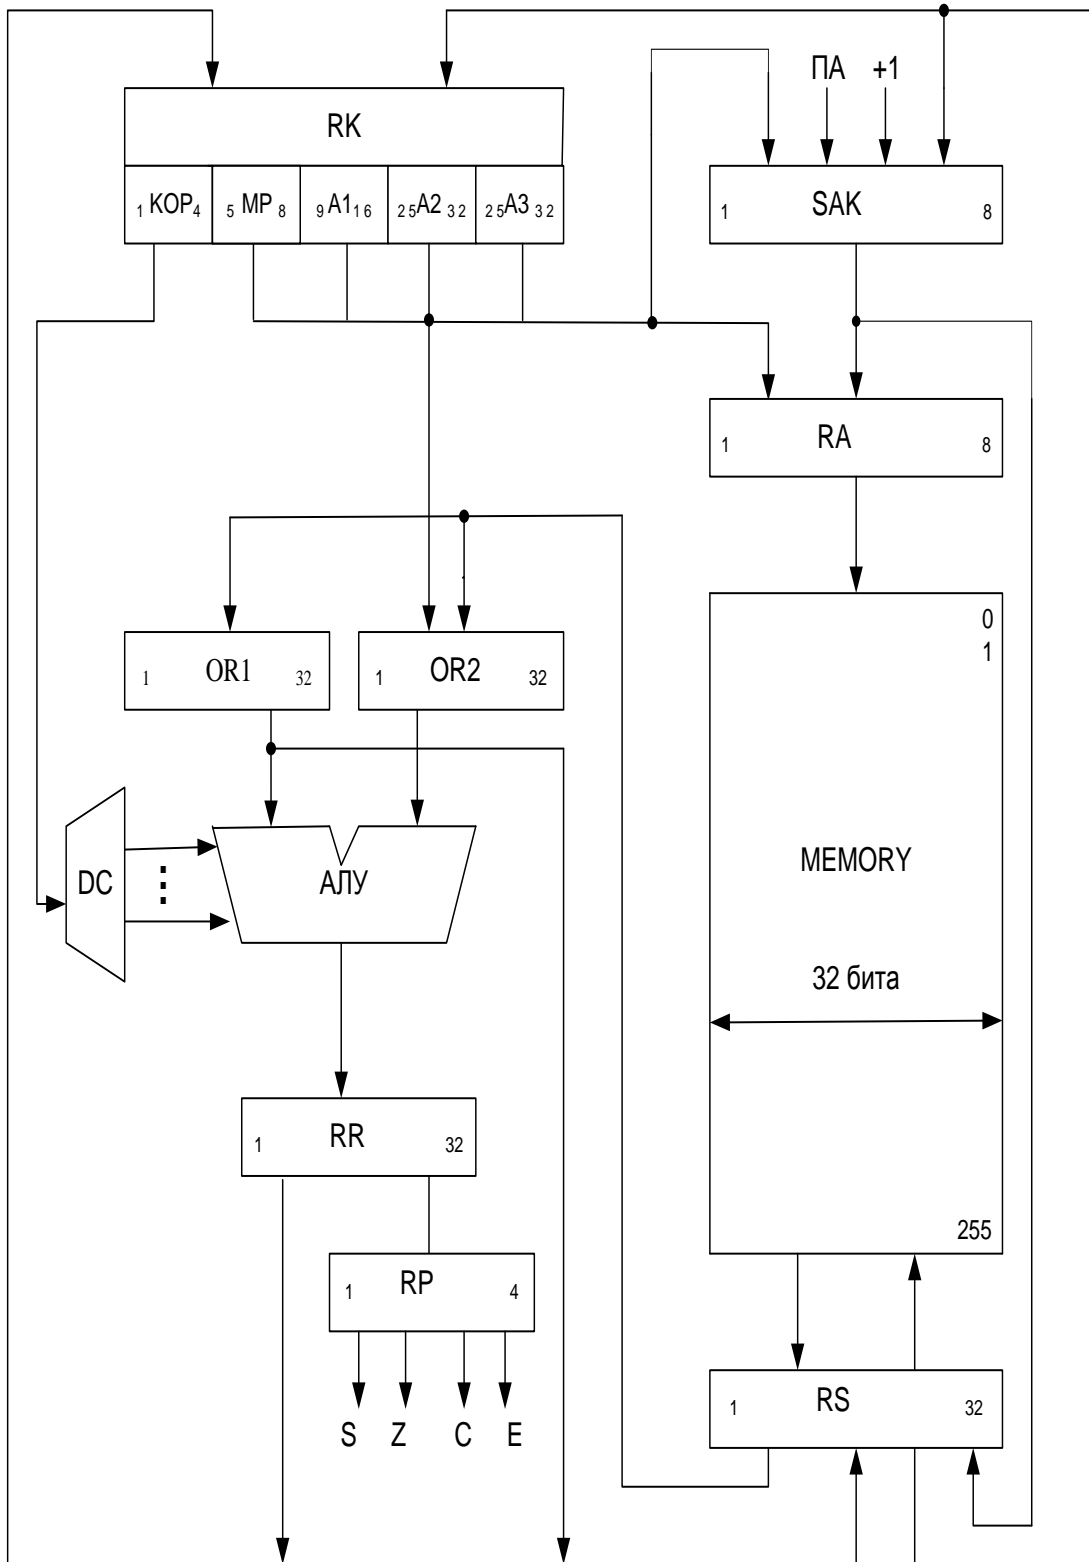 ПА +1
RK
1 KOP 4 5 MP 8 9 A1 16 25 A2 32 25 A3 32
1 SAK 8
1 RA 8
0
1
1 OR1 32
1 OR2 32
DC
АЛУ
MEMORY
32 бита
1 RR 32
255
1 RP 4
1 RS 32
S Z C E